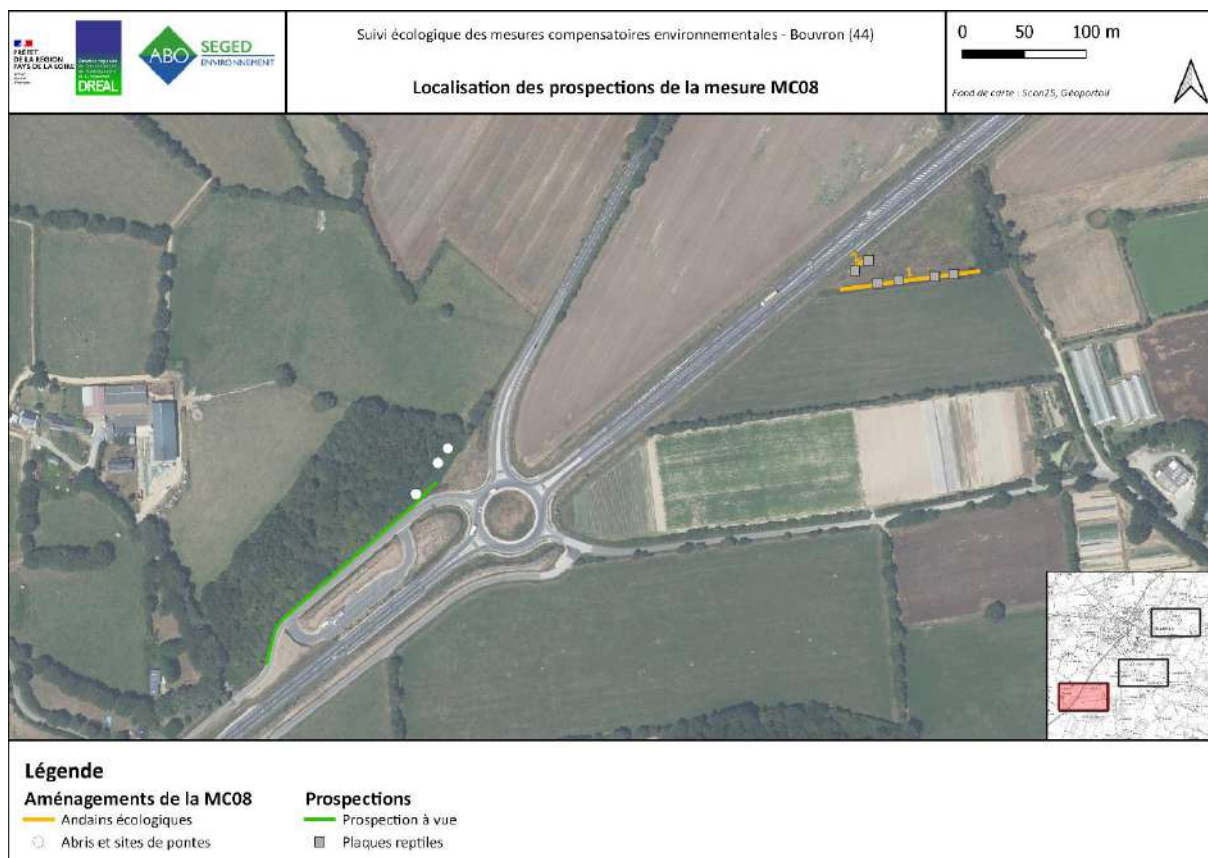 PRÉFET
DE LA RÉGION
PAYS DE LA LOIRE
DREAL
ABO
SEGED
ENVIRONNEMENT
Suivi écologique des mesures compensatoires environnementales - Bouvron (44)
Localisation des prospections de la mesure MC08
0 50 100 m
Fond de carte : Scan25, Géoportail
1
Légende
Aménagements de la MC08
Andains écologiques
Abris et sites de pontes
Prospections
Prospection à vue
Plaques reptiles